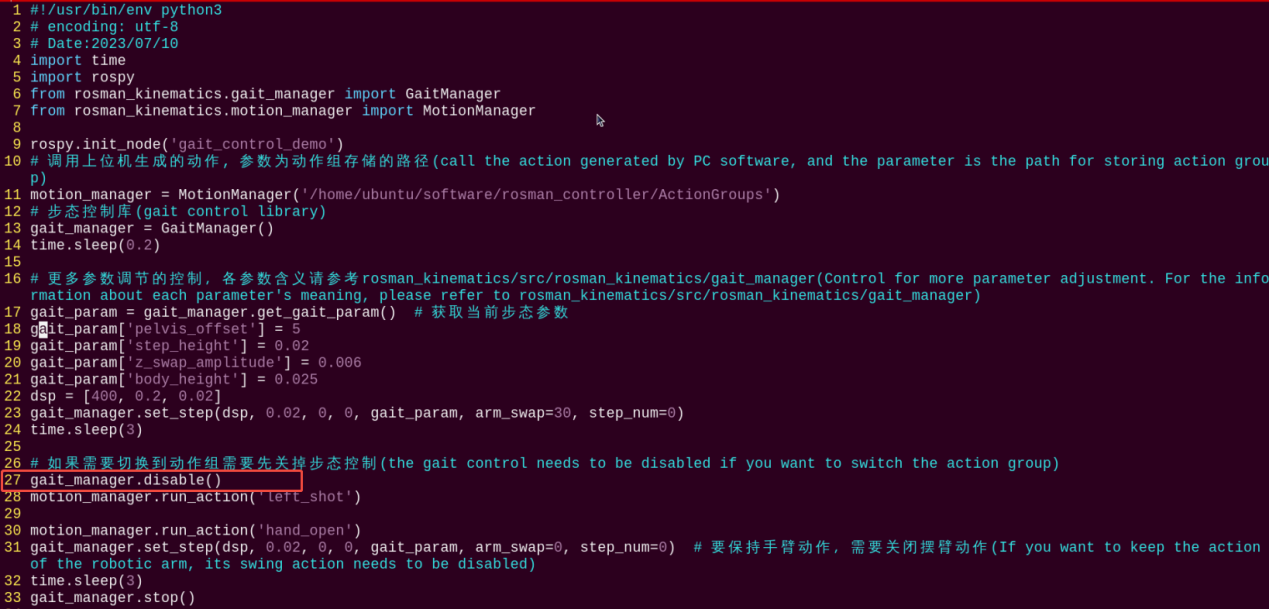 1 #!/usr/bin/env python3
2 # encoding: utf-8
3 # Date:2023/07/10
4 import time
5 import rospy
6 from rosman_kinematics.gait_manager import GaitManager
7 from rosman_kinematics.motion_manager import MotionManager
8
9 rospy.init_node('gait_control_demo')
10 # 调用上位机生成的动作, 参数为动作组存储的路径(call the action generated by PC software, and the parameter is the path for storing action grou
p)
11 motion_manager = MotionManager('/home/ubuntu/software/rosman_controller/ActionGroups')
12 # 步态控制库(gait control library)
13 gait_manager = GaitManager()
14 time.sleep(0.2)
15
16 # 更多参数调节的控制, 各参数含义请参考rosman_kinematics/src/rosman_kinematics/gait_manager(Control for more parameter adjustment. For the info
rmation about each parameter's meaning, please refer to rosman_kinematics/src/rosman_kinematics/gait_manager)
17 gait_param = gait_manager.get_gait_param()  # 获取当前步态参数
18 gait_param['pelvis_offset'] = 5
19 gait_param['step_height'] = 0.02
20 gait_param['z_swap_amplitude'] = 0.006
21 gait_param['body_height'] = 0.025
22 dsp = [400, 0.2, 0.02]
23 gait_manager.set_step(dsp, 0.02, 0, 0, gait_param, arm_swap=30, step_num=0)
24 time.sleep(3)
25
26 # 如果需要切换到动作组需要先关掉步态控制(the gait control needs to be disabled if you want to switch the action group)
27 gait_manager.disable()
28 motion_manager.run_action('left_shot')
29
30 motion_manager.run_action('hand_open')
31 gait_manager.set_step(dsp, 0.02, 0, 0, gait_param, arm_swap=0, step_num=0)  # 要保持手臂动作, 需要关闭摆臂动作(If you want to keep the action
of the robotic arm, its swing action needs to be disabled)
32 time.sleep(3)
33 gait_manager.stop()